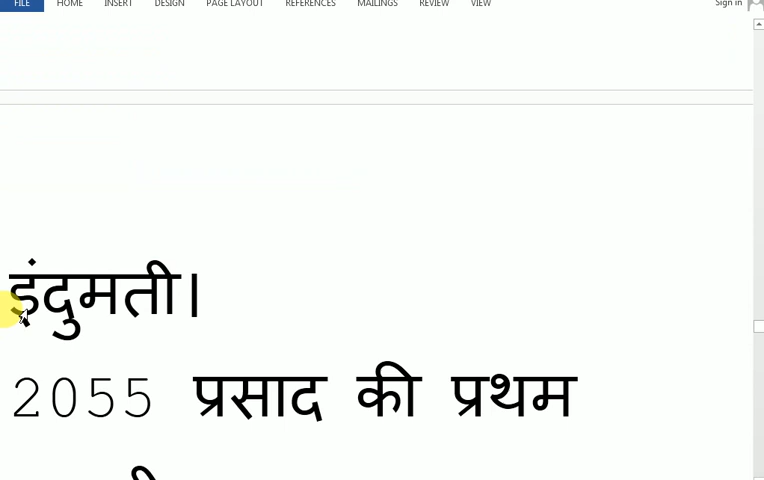 FILE HOME INSERT DESIGN PAGE LAYOUT REFERENCES MAILINGS REVIEW VIEW Sign in
इंदुमती।
2055 प्रसाद की प्रथम